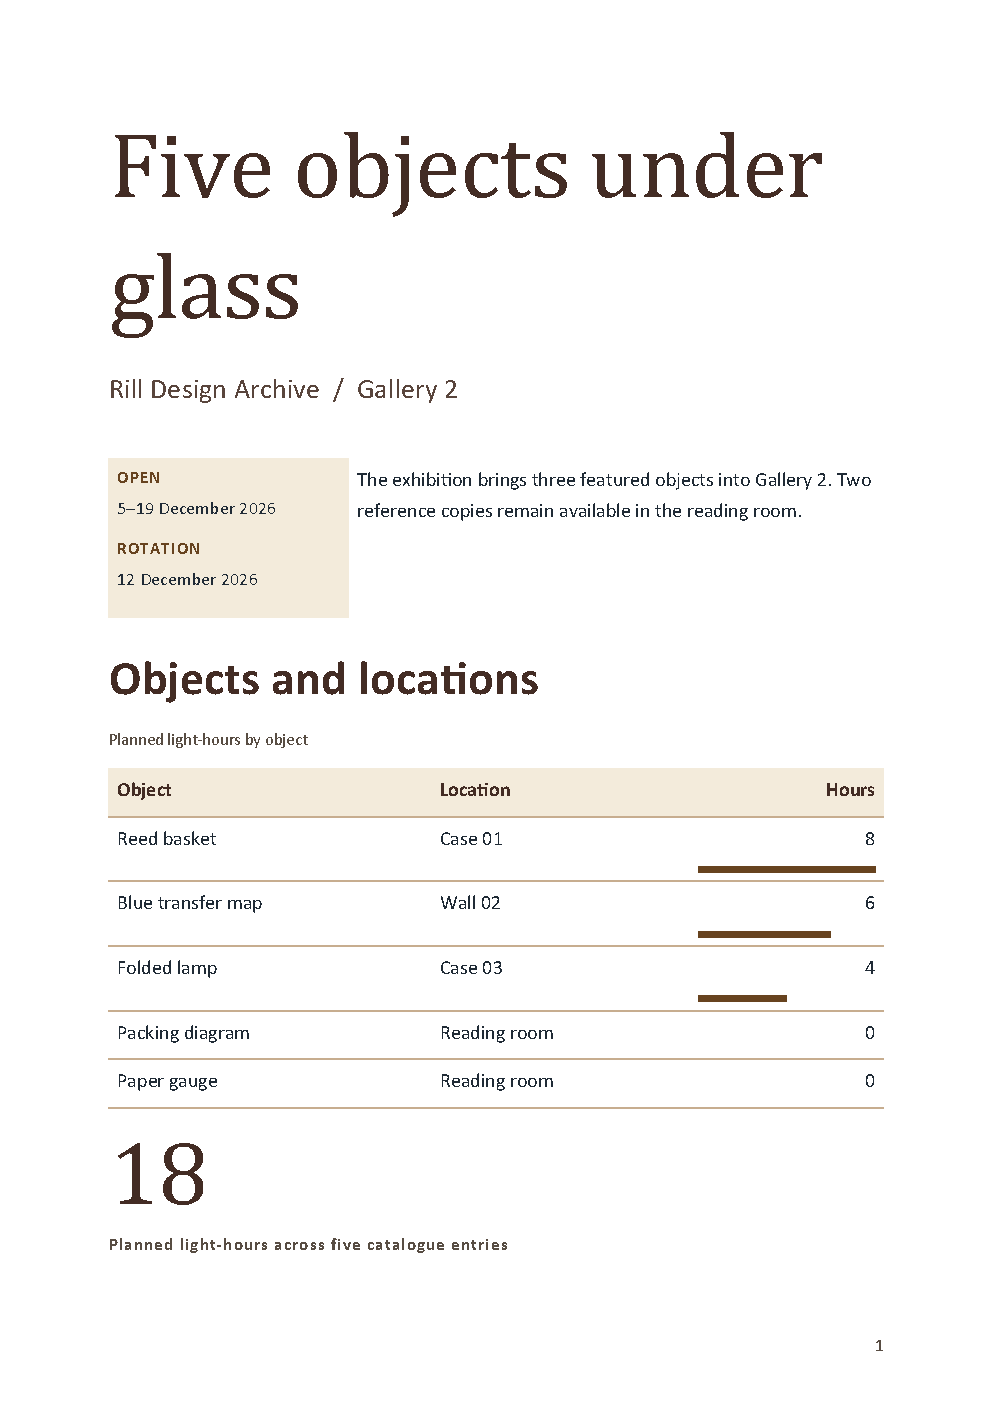 Five objects under
glass
Rill Design Archive / Gallery 2
OPEN
5–19 December 2026
ROTATION
12 December 2026
The exhibition brings three featured objects into Gallery 2. Two
reference copies remain available in the reading room.
Objects and locations
Planned light-hours by object
Object Location Hours
Reed basket Case 01 8
Blue transfer map Wall 02 6
Folded lamp Case 03 4
Packing diagram Reading room 0
Paper gauge Reading room 0
18
Planned light-hours across five catalogue entries
1